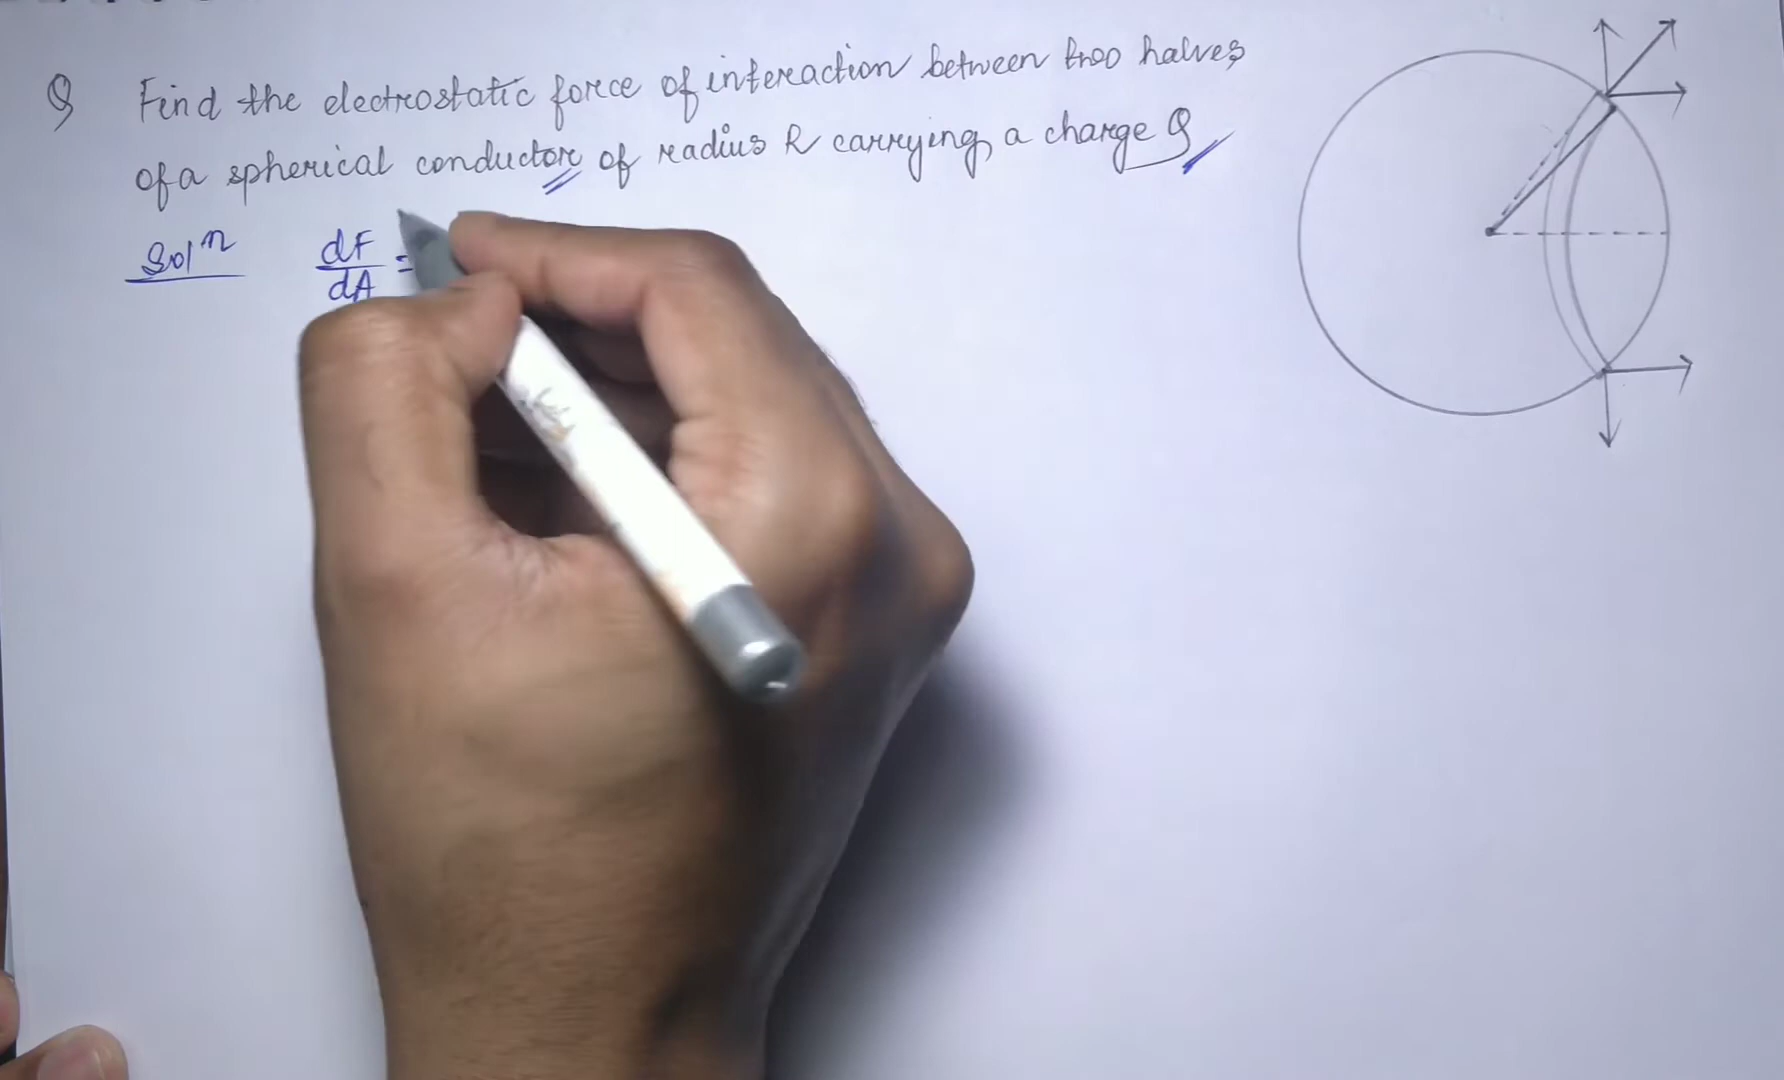 Q Find the electrostatic force of interaction between two halves
of a spherical conductor of radius R carrying a charge Q
Solⁿ dF/dA =